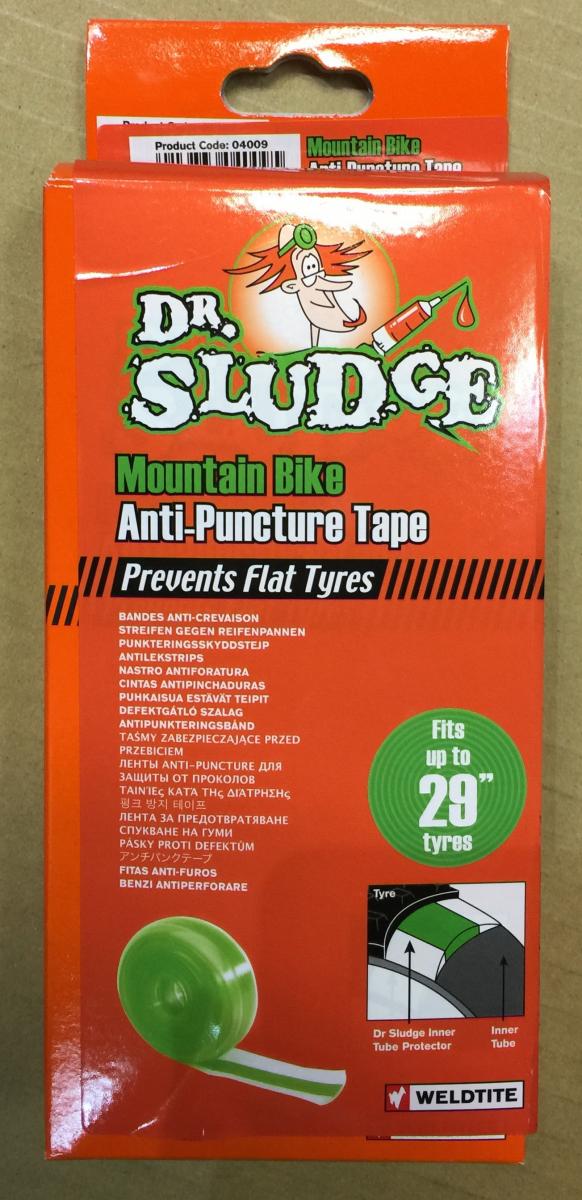 Product Code: 04009
Mountain Bike
Anti-Puncture Tape
DR.
SLUDGE
Mountain Bike
Anti-Puncture Tape
Prevents Flat Tyres
BANDES ANTI-CREVAISON
STREIFEN GEGEN REIFENPANNEN
PUNKTERINGSSKYDDSTEJP
ANTILEKSTRIPS
NASTRO ANTIFORATURA
CINTAS ANTIPINCHADURAS
PUHKAISUA ESTÄVÄT TEIPIT
DEFEKTGÁTLÓ SZALAG
ANTIPUNKTERINGSBÅND
TAŚMY ZABEZPIECZAJĄCE PRZED
PRZEBICIEM
ЛЕНТЫ ANTI-PUNCTURE ДЛЯ
ЗАЩИТЫ ОТ ПРОКОЛОВ
ΤΑΙΝΊΕς ΚΑΤΆ ΤΗς ΔΙΆΤΡΗΣΗς
펑크 방지 테이프
ЛЕНТА ЗА ПРЕДОТВРАТЯВАНЕ
СПУКВАНЕ НА ГУМИ
PÁSKY PROTI DEFEKTŮM
アンチパンクテープ
FITAS ANTI-FUROS
BENZI ANTIPERFORARE
Fits
up to
29"
tyres
Tyre
Dr Sludge Inner
Tube Protector
Inner
Tube
WELDTITE